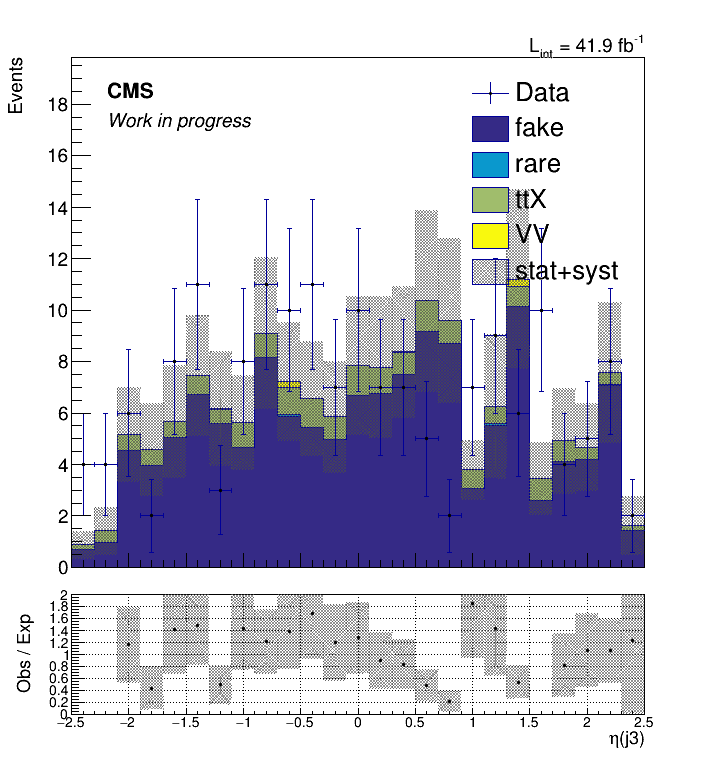 L_int = 41.9 fb^-1
Events
CMS
Work in progress
Data
fake
rare
ttX
VV
stat+syst
18
16
14
12
10
8
6
4
2
0
Obs / Exp
2
1.8
1.6
1.4
1.2
1
0.8
0.6
0.4
0.2
0
−2.5 −2 −1.5 −1 −0.5 0 0.5 1 1.5 2 2.5
η(j3)